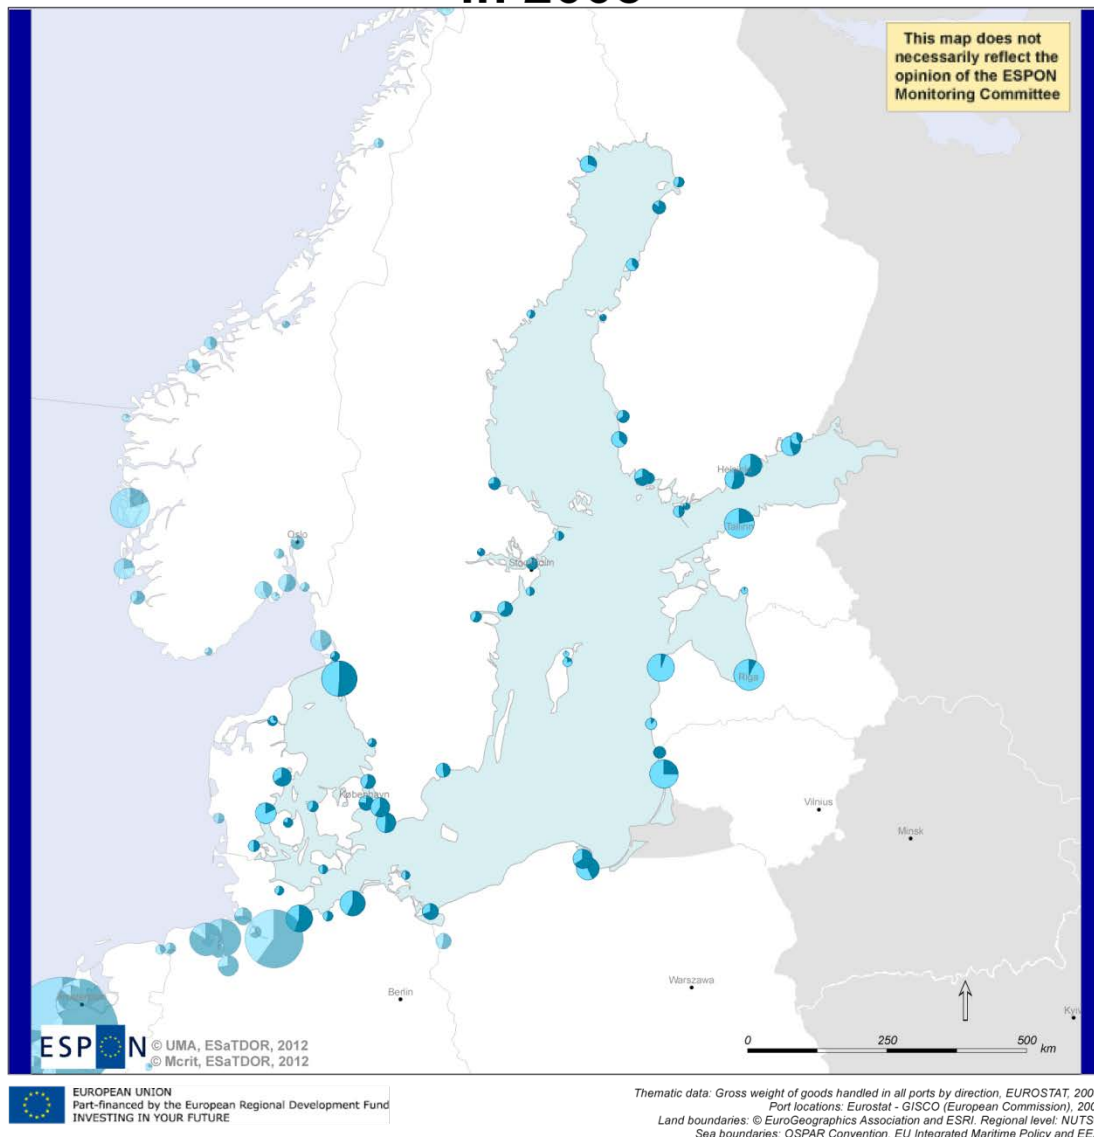 This map does not
necessarily reflect the
opinion of the ESPON
Monitoring Committee
Helsinki
Tallinn
Oslo
Stockholm
Riga
København
Vilnius
Minsk
Warszawa
Berlin
0 250 500
km
ESPON
© UMA, ESaTDOR, 2012
© Mcrit, ESaTDOR, 2012
EUROPEAN UNION
Part-financed by the European Regional Development Fund
INVESTING IN YOUR FUTURE
Thematic data: Gross weight of goods handled in all ports by direction, EUROSTAT, 200
Port locations: Eurostat - GISCO (European Commission), 200
Land boundaries: © EuroGeographics Association and ESRI. Regional level: NUTS
Sea boundaries: OSPAR Convention, EU Integrated Maritime Policy and EE